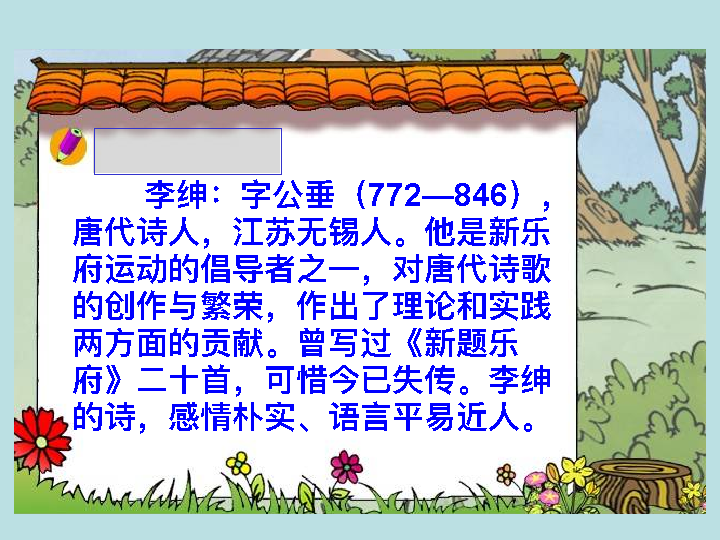 李绅：字公垂（772—846），
唐代诗人，江苏无锡人。他是新乐
府运动的倡导者之一，对唐代诗歌
的创作与繁荣，作出了理论和实践
两方面的贡献。曾写过《新题乐
府》二十首，可惜今已失传。李绅
的诗，感情朴实、语言平易近人。